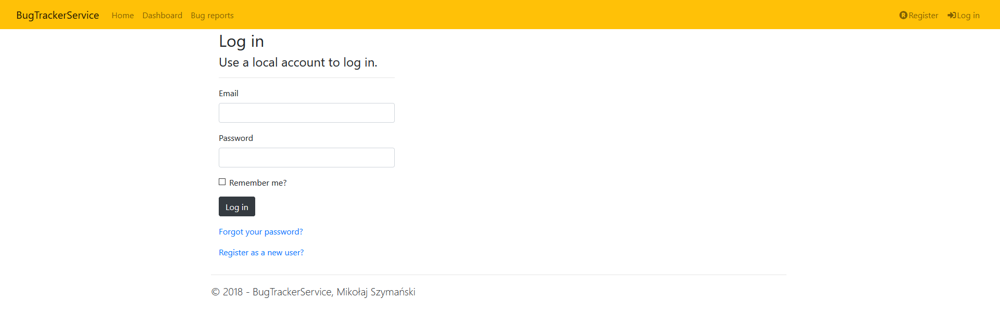 BugTrackerService Home Dashboard Bug reports Register Log in
Log in
Use a local account to log in.
Email
Password
Remember me?
Log in
Forgot your password?
Register as a new user?
© 2018 - BugTrackerService, Mikołaj Szymański